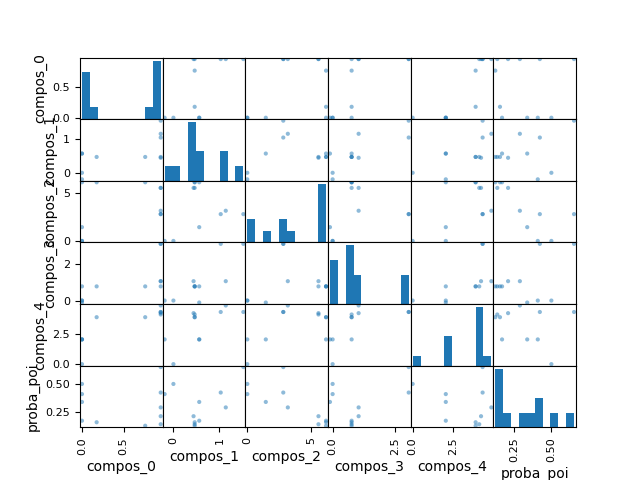 compos_0
0.5
0.0
compos_1
1
0
compos_2
5
0
compos_3
2
0
compos_4
2.5
0.0
proba_poi
0.50
0.25
0.0 0.5 0 1 0 5 0.0 2.5 0.0 2.5 0.25 0.50
compos_0 compos_1 compos_2 compos_3 compos_4 proba_poi